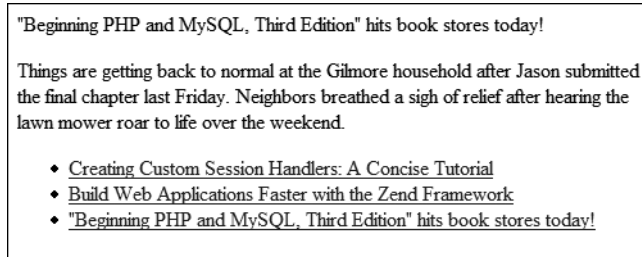 "Beginning PHP and MySQL, Third Edition" hits book stores today!
Things are getting back to normal at the Gilmore household after Jason submitted
the final chapter last Friday. Neighbors breathed a sigh of relief after hearing the
lawn mower roar to life over the weekend.
• Creating Custom Session Handlers: A Concise Tutorial
• Build Web Applications Faster with the Zend Framework
• "Beginning PHP and MySQL, Third Edition" hits book stores today!